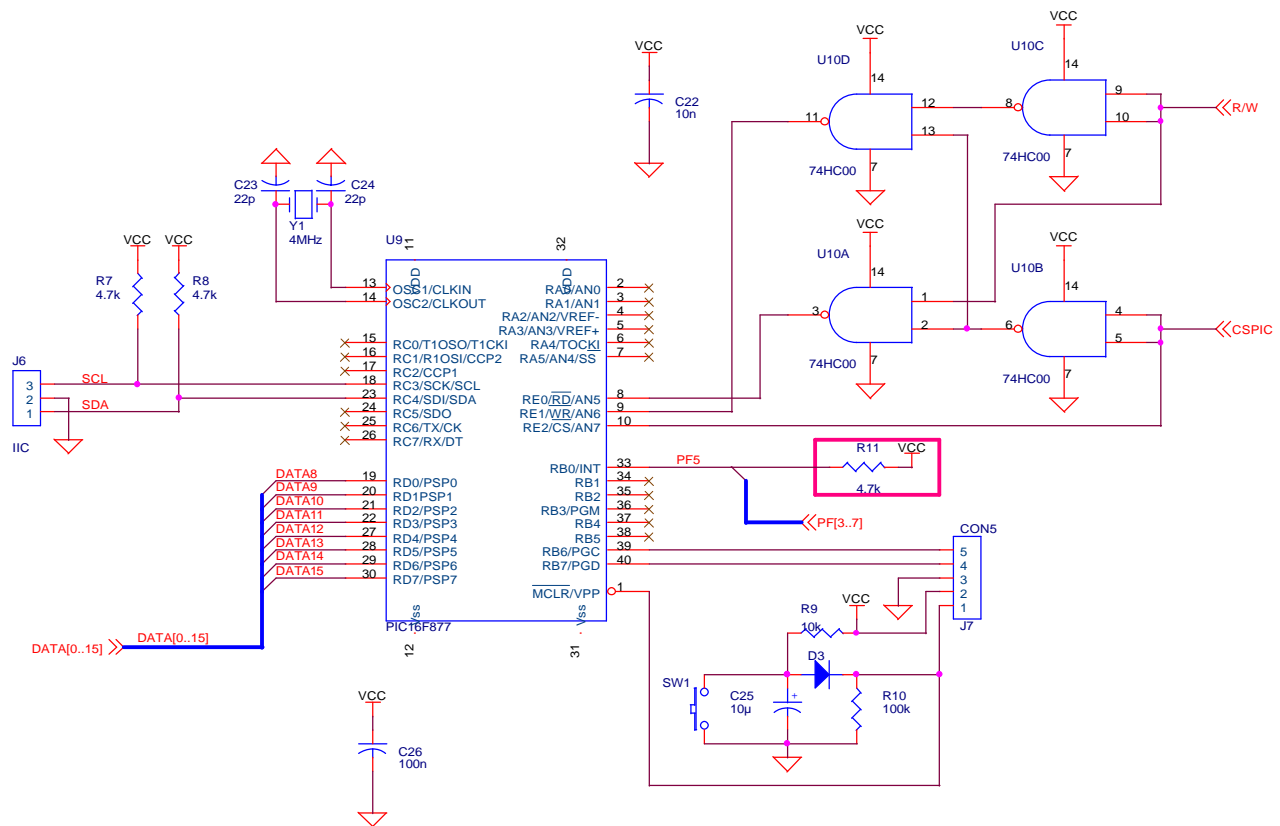 VCC
U10D
14
12
11
13
7
74HC00
VCC
U10C
14
9
8
10
7
74HC00
R/W
VCC
C22
10n
C23
22p
C24
22p
Y1
4MHz
VCC
VCC
R7
4.7k
R8
4.7k
VCC
U10A
14
1
3
2
7
74HC00
VCC
U10B
14
4
6
5
7
74HC00
CSPIC
U9
11
VDD
32
VDD
13 OSC1/CLKIN
14 OSC2/CLKOUT
15 RC0/T1OSO/T1CKI
16 RC1/R1OSI/CCP2
17 RC2/CCP1
18 RC3/SCK/SCL
23 RC4/SDI/SDA
24 RC5/SDO
25 RC6/TX/CK
26 RC7/RX/DT
19 RD0/PSP0
20 RD1PSP1
21 RD2/PSP2
22 RD3/PSP3
27 RD4/PSP4
28 RD5/PSP5
29 RD6/PSP6
30 RD7/PSP7
RA0/AN0 2
RA1/AN1 3
RA2/AN2/VREF- 4
RA3/AN3/VREF+ 5
RA4/TOCKI 6
RA5/AN4/SS 7
RE0/RD/AN5 8
RE1/WR/AN6 9
RE2/CS/AN7 10
RB0/INT 33
RB1 34
RB2 35
RB3/PGM 36
RB4 37
RB5 38
RB6/PGC 39
RB7/PGD 40
MCLR/VPP 1
Vss
12
Vss
31
PIC16F877
J6
3
2
1
IIC
SCL
SDA
DATA8
DATA9
DATA10
DATA11
DATA12
DATA13
DATA14
DATA15
DATA[0..15]
DATA[0..15]
PF5
R11
VCC
4.7k
PF[3..7]
CON5
5
4
3
2
1
J7
VCC
R9
10k
D3
SW1
C25
10µ
+
R10
100k
VCC
C26
100n